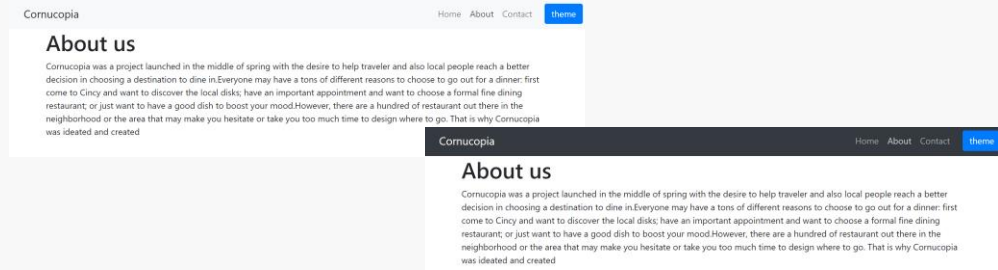 Cornucopia Home About Contact theme
About us
Cornucopia was a project launched in the middle of spring with the desire to help traveler and also local people reach a better
decision in choosing a destination to dine in.Everyone may have a tons of different reasons to choose to go out for a dinner: first
come to Cincy and want to discover the local disks; have an important appointment and want to choose a formal fine dining
restaurant; or just want to have a good dish to boost your mood.However, there are a hundred of restaurant out there in the
neighborhood or the area that may make you hesitate or take you too much time to design where to go. That is why Cornucopia
was ideated and created
Cornucopia Home About Contact theme
About us
Cornucopia was a project launched in the middle of spring with the desire to help traveler and also local people reach a better
decision in choosing a destination to dine in.Everyone may have a tons of different reasons to choose to go out for a dinner: first
come to Cincy and want to discover the local disks; have an important appointment and want to choose a formal fine dining
restaurant; or just want to have a good dish to boost your mood.However, there are a hundred of restaurant out there in the
neighborhood or the area that may make you hesitate or take you too much time to design where to go. That is why Cornucopia
was ideated and created